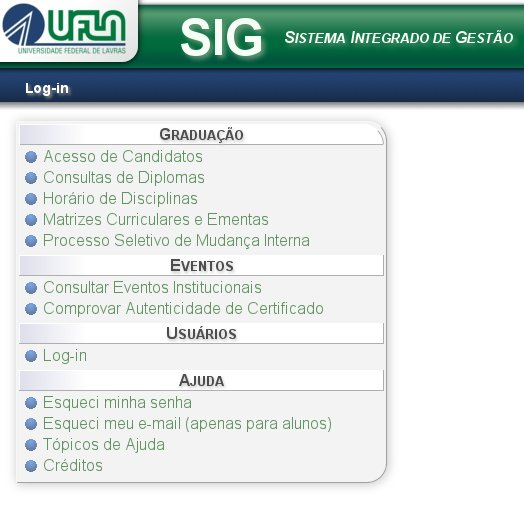 UFLA
UNIVERSIDADE FEDERAL DE LAVRAS
SIG SISTEMA INTEGRADO DE GESTÃO
Log-in
GRADUAÇÃO
Acesso de Candidatos
Consultas de Diplomas
Horário de Disciplinas
Matrizes Curriculares e Ementas
Processo Seletivo de Mudança Interna
EVENTOS
Consultar Eventos Institucionais
Comprovar Autenticidade de Certificado
USUÁRIOS
Log-in
AJUDA
Esqueci minha senha
Esqueci meu e-mail (apenas para alunos)
Tópicos de Ajuda
Créditos